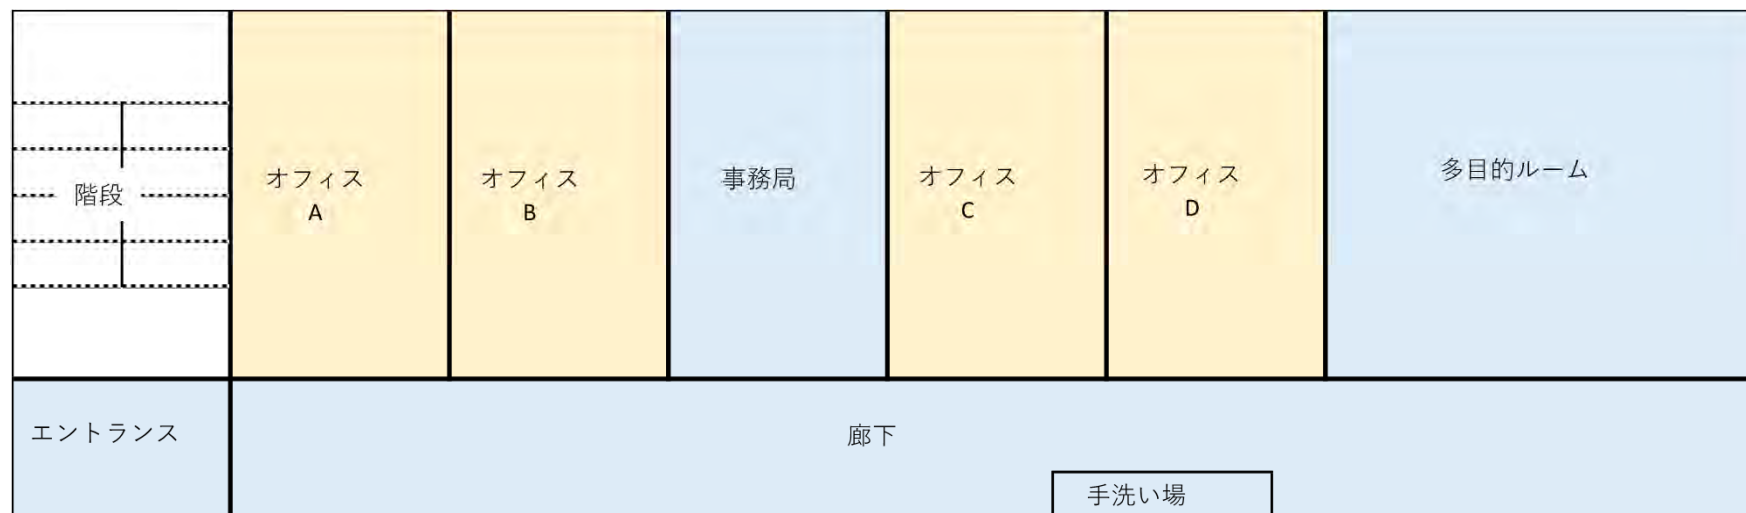 階段
オフィス
A
オフィス
B
事務局
オフィス
C
オフィス
D
多目的ルーム
エントランス
廊下
手洗い場